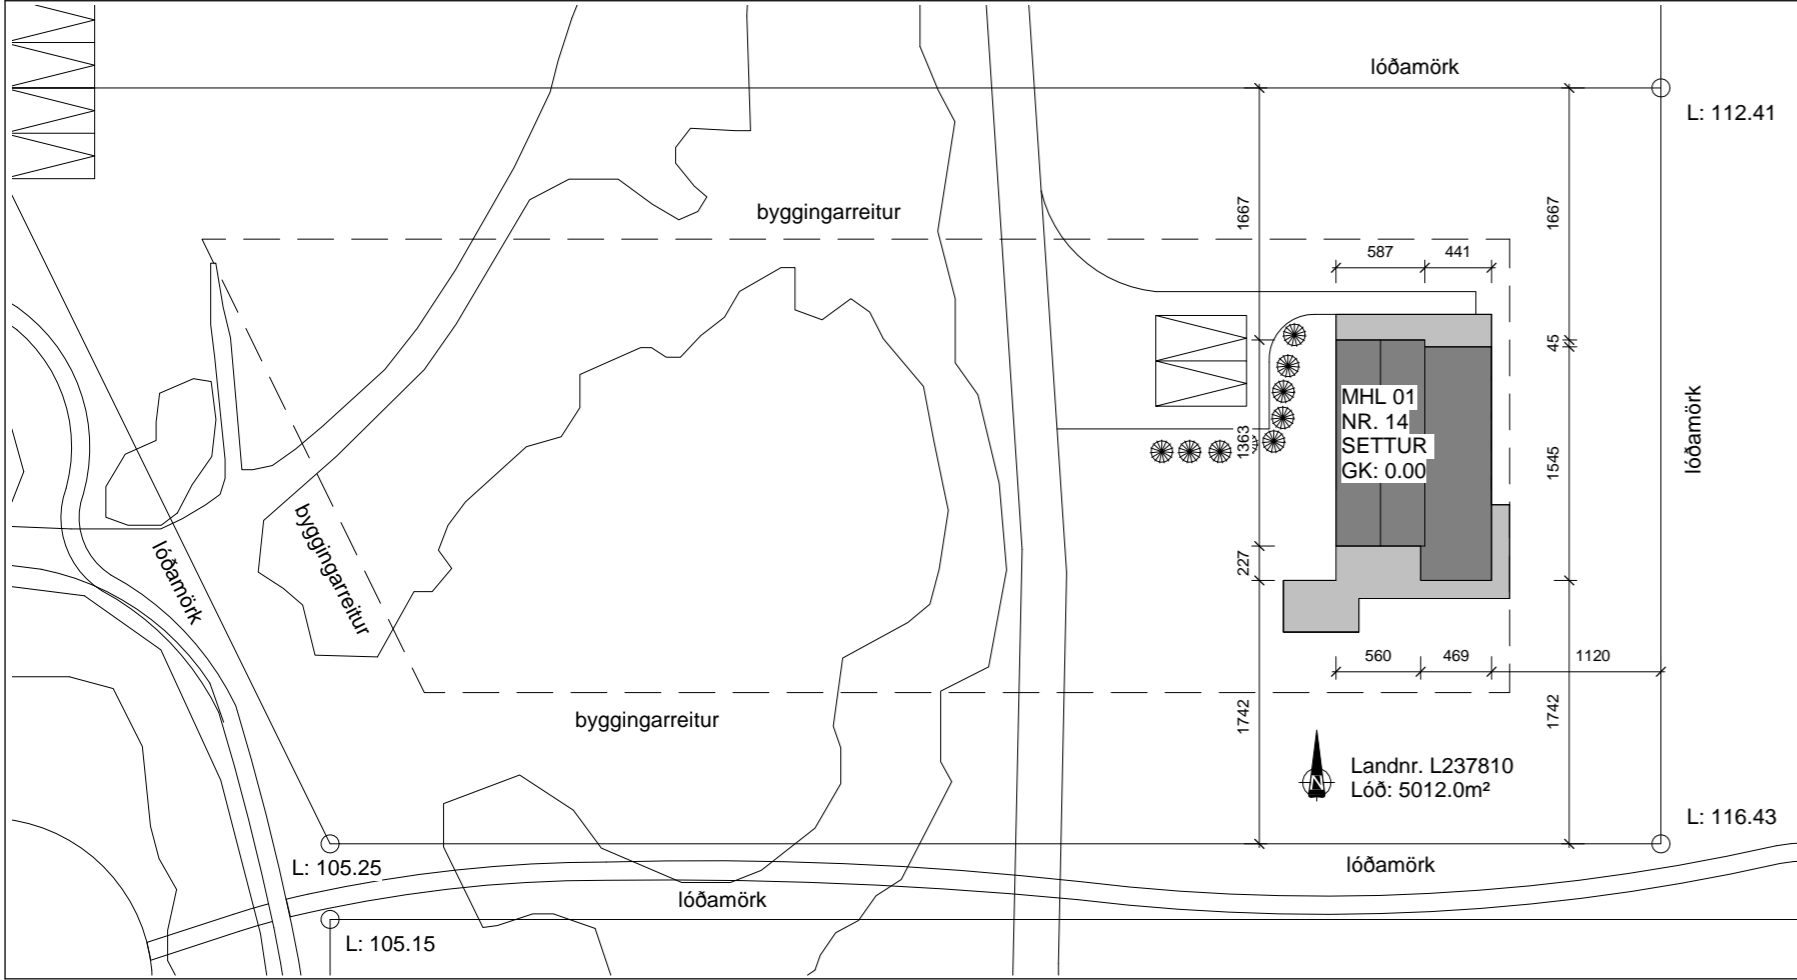 lóðamörk
L: 112.41
byggingarreitur
1667
1667
587
441
45
MHL 01
NR. 14
SETTUR
GK: 0.00
lóðamörk
1363
1545
byggingarreitur
lóðamörk
227
560
469
1120
byggingarreitur
1742
1742
N
Landnr. L237810
Lóð: 5012.0m²
L: 116.43
L: 105.25
lóðamörk
lóðamörk
L: 105.15